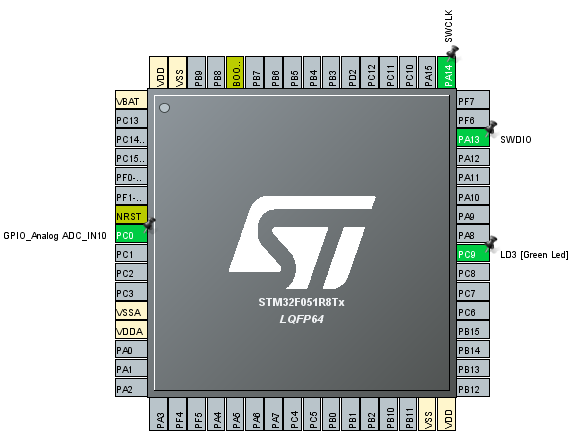 SWCLK
VDD
VSS
PB9
PB8
BOO..
PB7
PB6
PB5
PB4
PB3
PD2
PC12
PC11
PC10
PA15
PA14
VBAT
PC13
PC14..
PC15..
PF0-..
PF1-..
NRST
GPIO_Analog ADC_IN10 PC0
PC1
PC2
PC3
VSSA
VDDA
PA0
PA1
PA2
ST
STM32F051R8Tx
LQFP64
PF7
PF6
PA13 SWDIO
PA12
PA11
PA10
PA9
PA8
PC9 LD3 [Green Led]
PC8
PC7
PC6
PB15
PB14
PB13
PB12
PA3
PF4
PF5
PA4
PA5
PA6
PA7
PC4
PC5
PB0
PB1
PB2
PB10
PB11
VSS
VDD